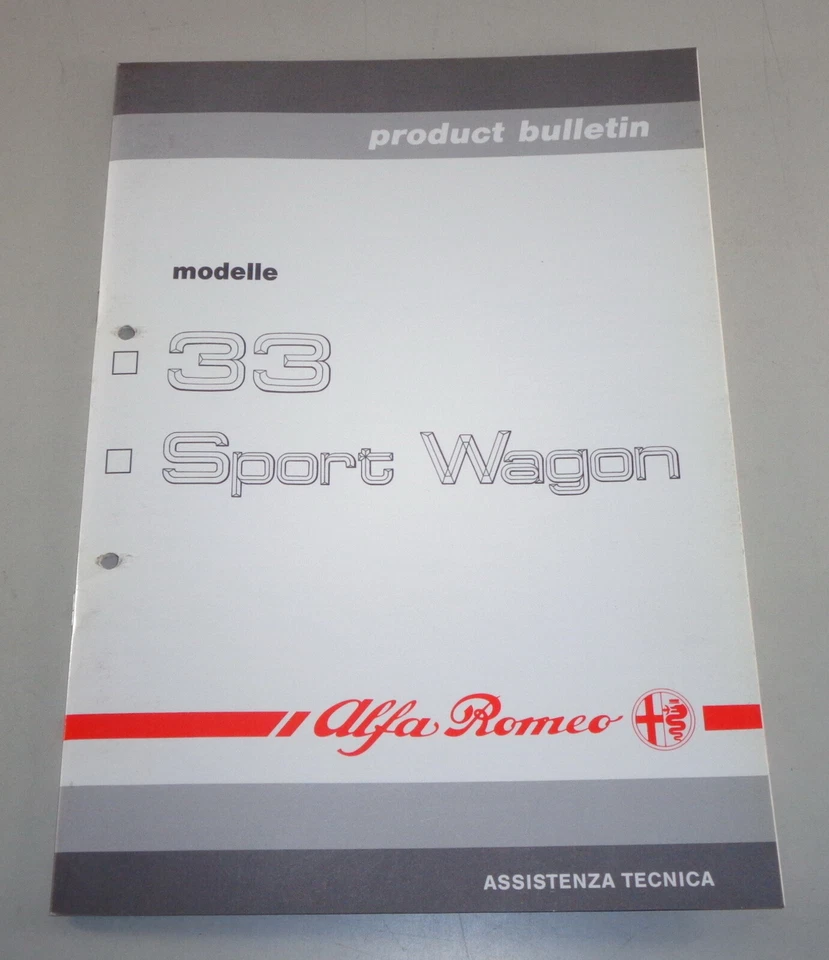 product bulletin
modelle
33
Sport Wagon
Alfa Romeo
ASSISTENZA TECNICA